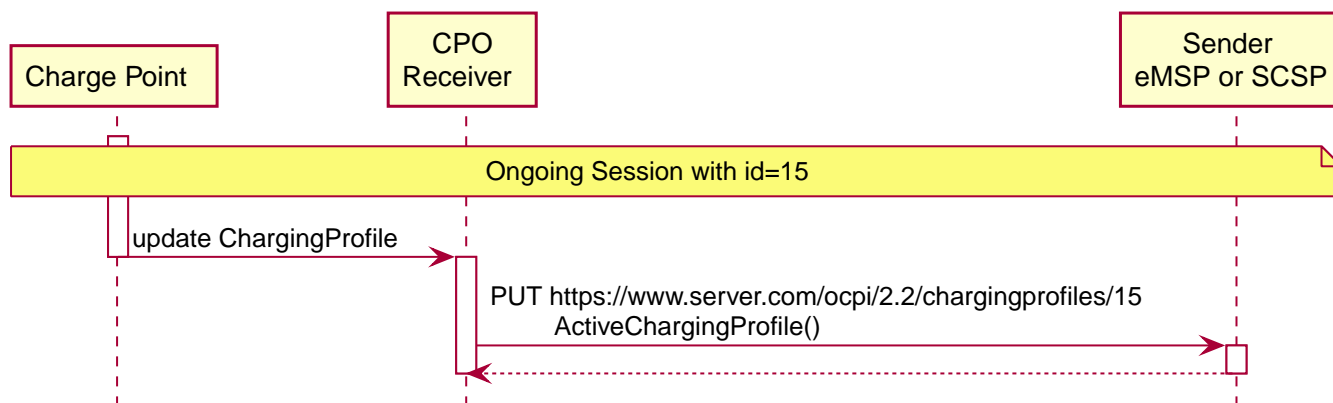 Charge Point
CPO
Receiver
Sender
eMSP or SCSP
Ongoing Session with id=15
update ChargingProfile
PUT https://www.server.com/ocpi/2.2/chargingprofiles/15
ActiveChargingProfile()